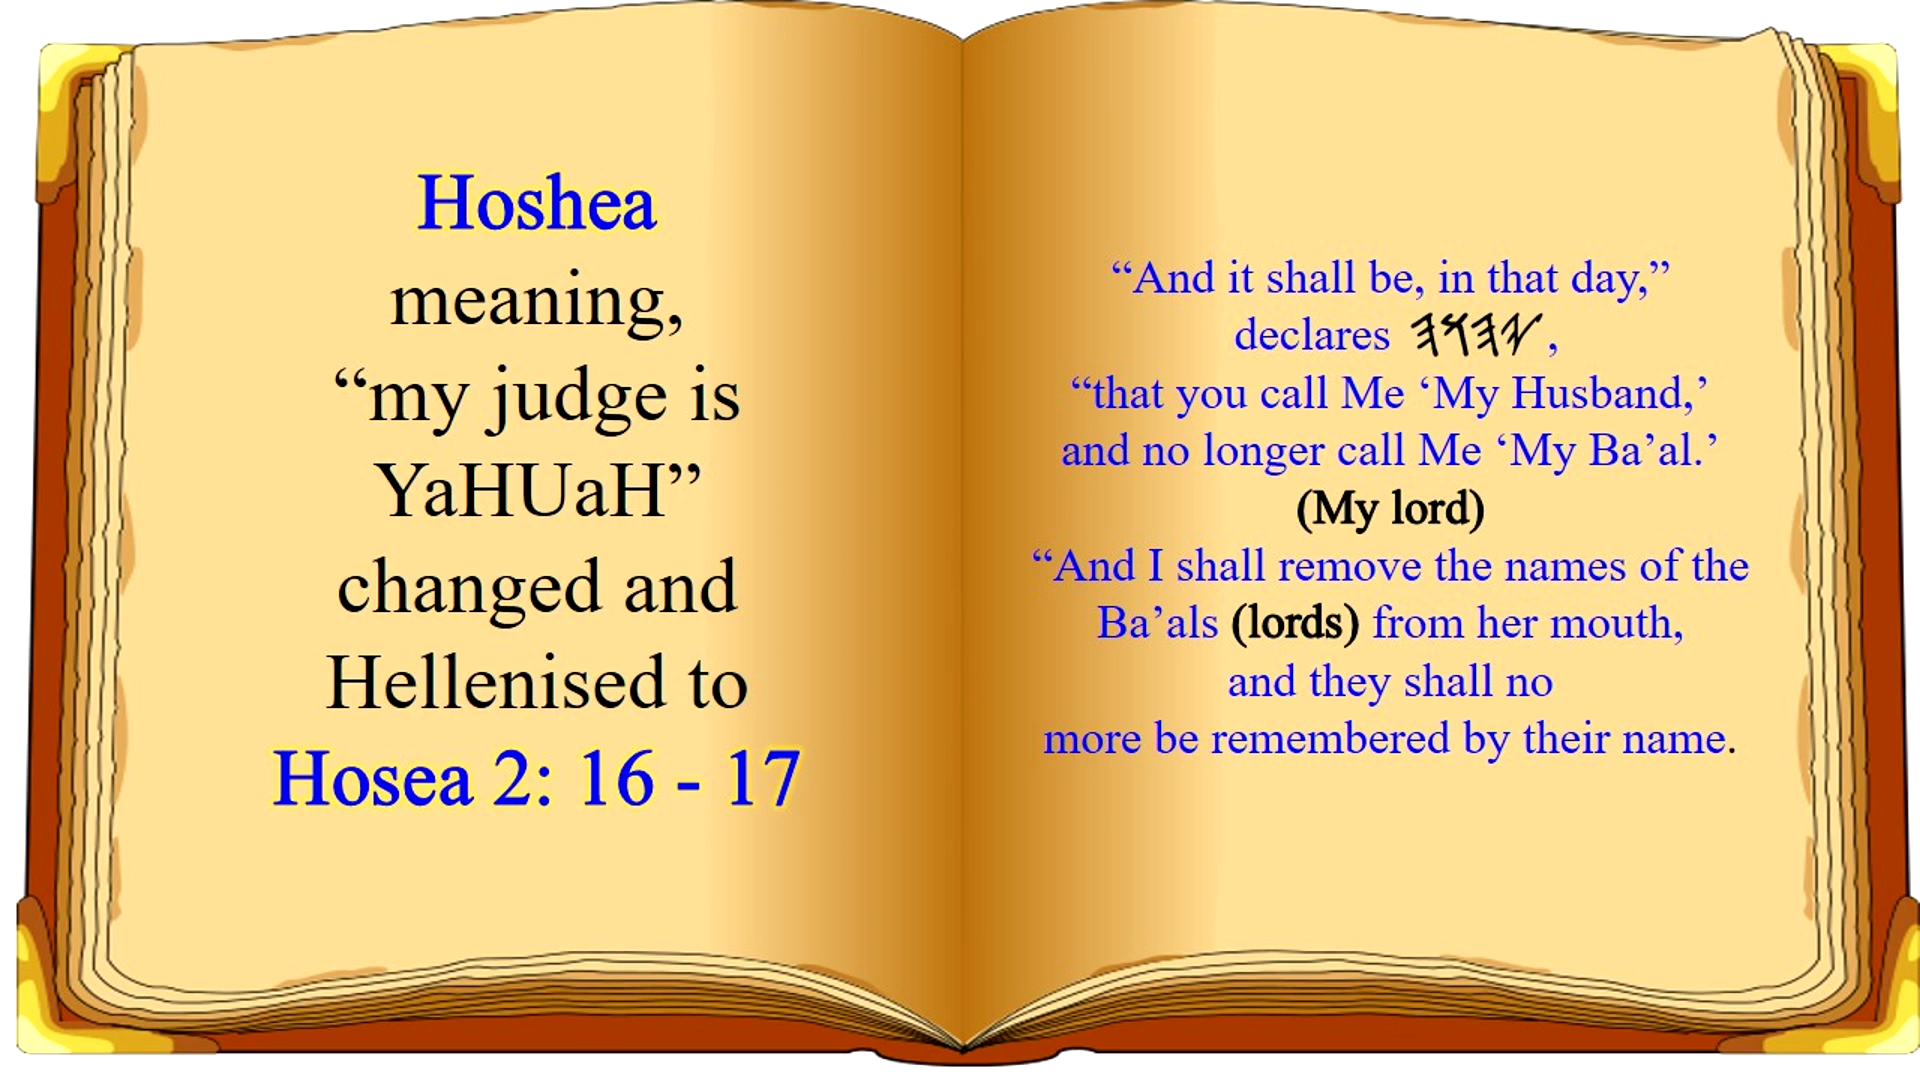 Hoshea
meaning,
“my judge is
YaHUaH”
changed and
Hellenised to
Hosea 2: 16 - 17
“And it shall be, in that day,”
declares 𐤉𐤄𐤅𐤄 ,
“that you call Me ‘My Husband,’
and no longer call Me ‘My Ba’al.’
(My lord)
“And I shall remove the names of the
Ba’als (lords) from her mouth,
and they shall no
more be remembered by their name.